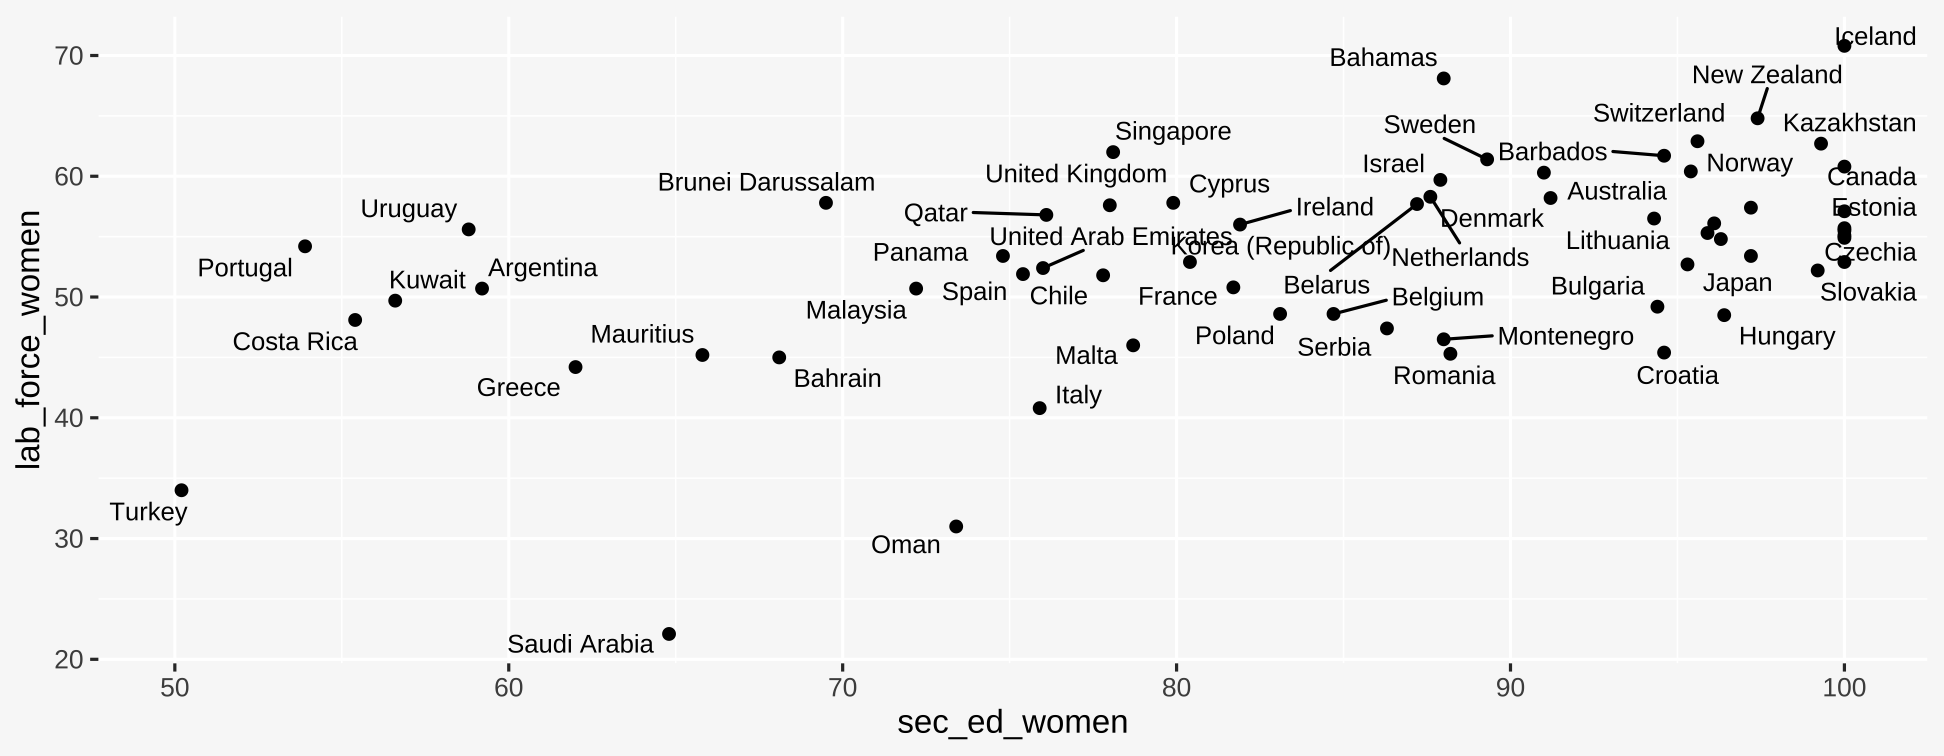 Iceland
70
Bahamas
New Zealand
Switzerland
Kazakhstan
Sweden
Singapore
Barbados
Israel
Norway
United Kingdom
60
Canada
Brunei Darussalam
Cyprus
Australia
Uruguay
Qatar
Ireland
Estonia
Denmark
United Arab Emirates
Lithuania
Korea (Republic of)
Panama
Czechia
Netherlands
Portugal
Argentina
Kuwait
Japan
Belarus
Bulgaria
Spain
Slovakia
50
Chile
France
Belgium
Malaysia
Mauritius
Poland
Montenegro
Hungary
Costa Rica
Serbia
Malta
Bahrain
Romania
Croatia
Greece
Italy
40
Turkey
30
Oman
Saudi Arabia
20
lab_force_women
50 60 70 80 90 100
sec_ed_women